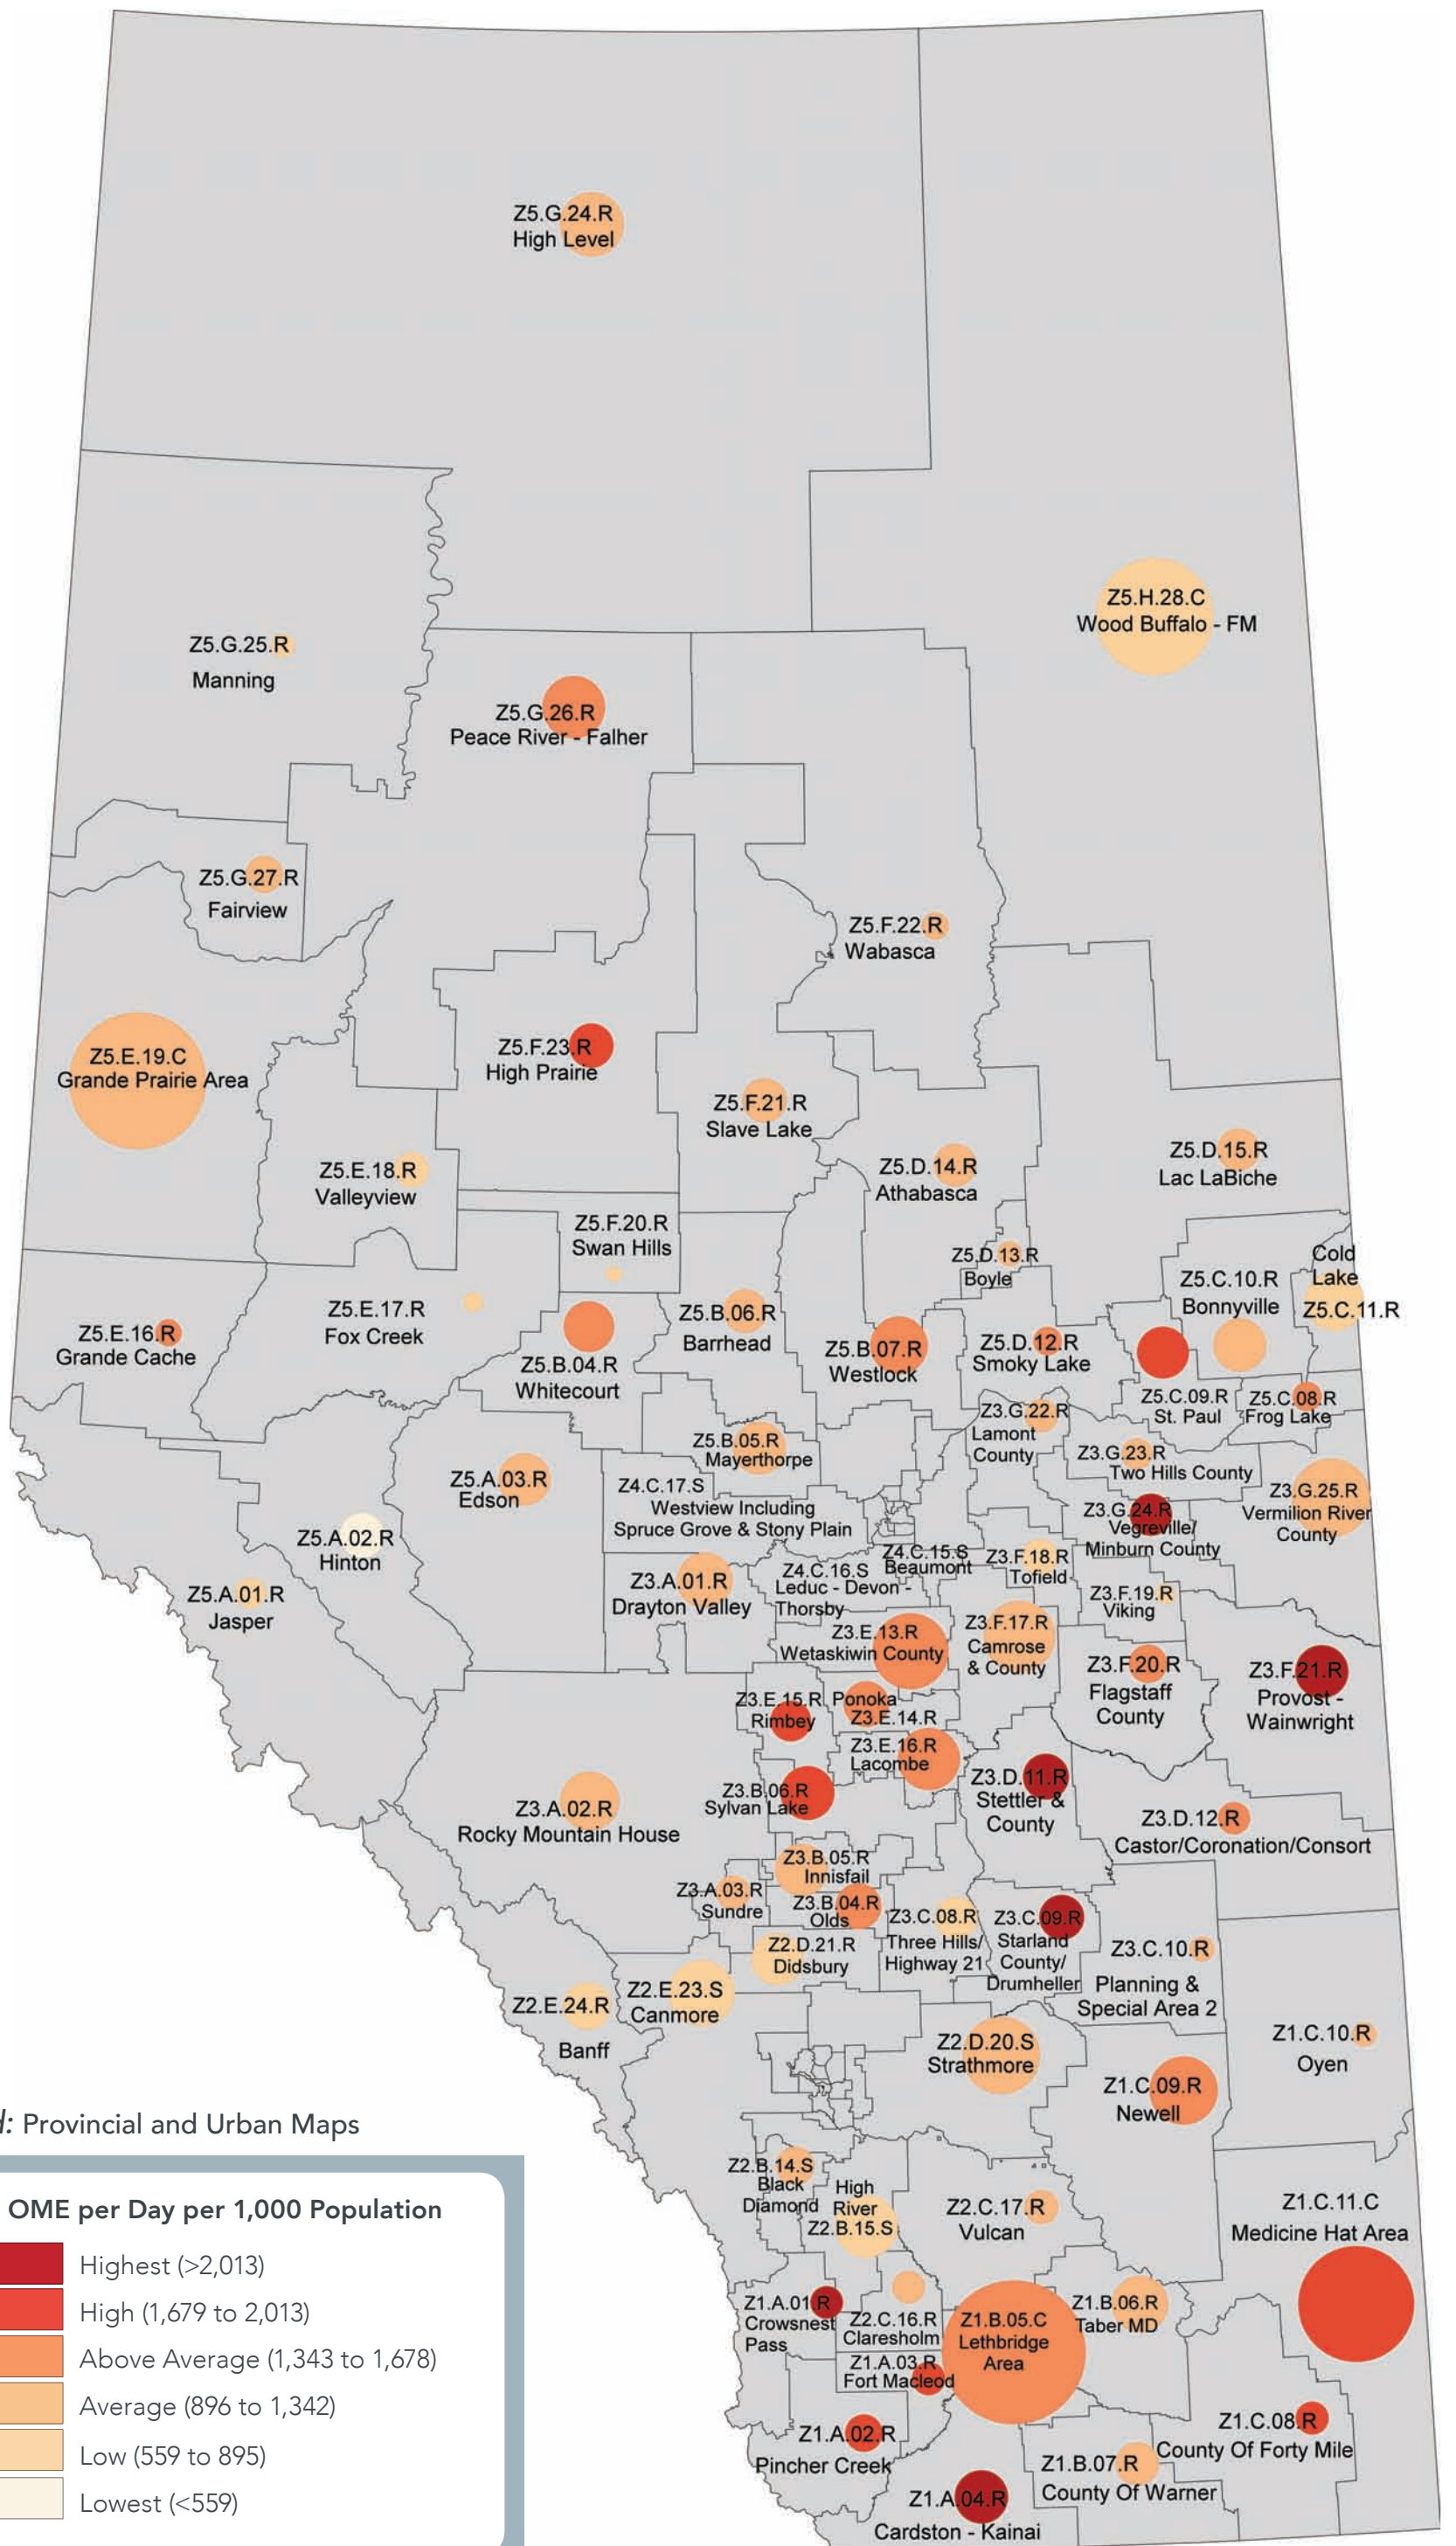 Z5.G.24.R
High Level
Z5.H.28.C
Wood Buffalo - FM
Z5.G.25.R
Manning
Z5.G.26.R
Peace River - Falher
Z5.G.27.R
Fairview
Z5.F.22.R
Wabasca
Z5.E.19.C
Grande Prairie Area
Z5.F.23.R
High Prairie
Z5.F.21.R
Slave Lake
Z5.E.18.R
Valleyview
Z5.D.14.R
Athabasca
Z5.D.15.R
Lac LaBiche
Z5.F.20.R
Swan Hills
Z5.D.13.R
Boyle
Z5.C.10.R
Bonnyville
Cold
Lake
Z5.C.11.R
Z5.E.16.R
Grande Cache
Z5.E.17.R
Fox Creek
Z5.B.04.R
Whitecourt
Z5.B.06.R
Barrhead
Z5.B.07.R
Westlock
Z5.D.12.R
Smoky Lake
Z5.C.09.R
St. Paul
Z5.C.08.R
Frog Lake
Z3.G.22.R
Lamont
County
Z5.B.05.R
Mayerthorpe
Z3.G.23.R
Two Hills County
Z5.A.03.R
Edson
Z4.C.17.S
Westview Including
Spruce Grove & Stony Plain
Z3.G.25.R
Vermilion River
County
Z3.G.24.R
Vegreville/
Minburn County
Z5.A.02.R
Hinton
Z4.C.15.S
Beaumont
Z3.F.18.R
Tofield
Z4.C.16.S
Leduc - Devon -
Thorsby
Z5.A.01.R
Jasper
Z3.A.01.R
Drayton Valley
Z3.F.19.R
Viking
Z3.E.13.R
Wetaskiwin County
Z3.F.17.R
Camrose
& County
Z3.F.20.R
Flagstaff
County
Z3.F.21.R
Provost -
Wainwright
Z3.E.15.R
Rimbey
Ponoka
Z3.E.14.R
Z3.E.16.R
Lacombe
Z3.B.06.R
Sylvan Lake
Z3.D.11.R
Stettler &
County
Z3.A.02.R
Rocky Mountain House
Z3.D.12.R
Castor/Coronation/Consort
Z3.B.05.R
Innisfail
Z3.A.03.R
Sundre
Z3.B.04.R
Olds
Z3.C.08.R
Three Hills/
Highway 21
Z3.C.09.R
Starland
County/
Drumheller
Z2.D.21.R
Didsbury
Z3.C.10.R
Planning &
Special Area 2
Z2.E.24.R
Banff
Z2.E.23.S
Canmore
Z2.D.20.S
Strathmore
Z1.C.10.R
Oyen
Z1.C.09.R
Newell
d: Provincial and Urban Maps
Z2.B.14.S
Black
Diamond
High
River
Z2.B.15.S
Z2.C.17.R
Vulcan
Z1.C.11.C
Medicine Hat Area
OME per Day per 1,000 Population
Highest (>2,013)
High (1,679 to 2,013)
Above Average (1,343 to 1,678)
Average (896 to 1,342)
Low (559 to 895)
Lowest (<559)
Z1.A.01.R
Crowsnest
Pass
Z2.C.16.R
Claresholm
Z1.B.05.C
Lethbridge
Area
Z1.B.06.R
Taber MD
Z1.A.03.R
Fort Macleod
Z1.A.02.R
Pincher Creek
Z1.C.08.R
County Of Forty Mile
Z1.B.07.R
County Of Warner
Z1.A.04.R
Cardston - Kainai